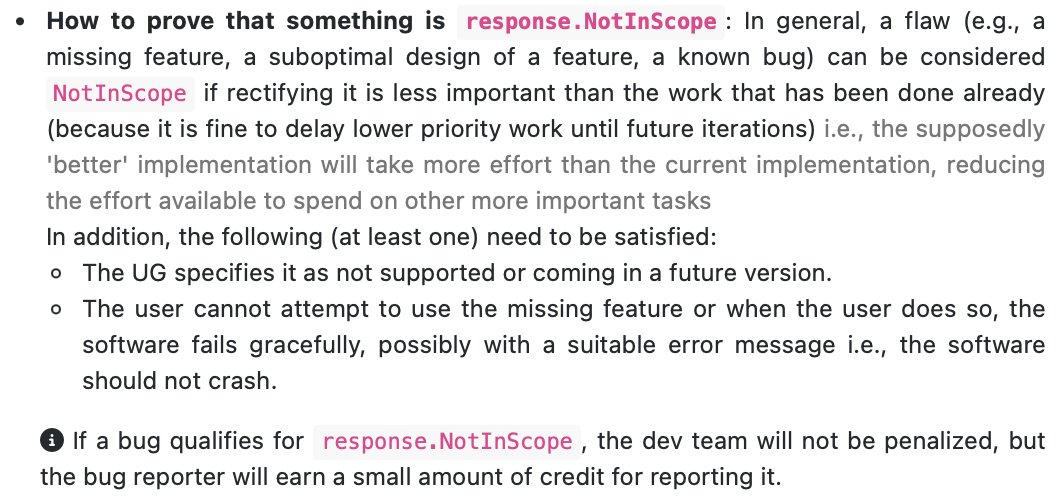 • How to prove that something is response.NotInScope: In general, a flaw (e.g., a
missing feature, a suboptimal design of a feature, a known bug) can be considered
NotInScope if rectifying it is less important than the work that has been done already
(because it is fine to delay lower priority work until future iterations) i.e., the supposedly
'better' implementation will take more effort than the current implementation, reducing
the effort available to spend on other more important tasks
In addition, the following (at least one) need to be satisfied:
◦ The UG specifies it as not supported or coming in a future version.
◦ The user cannot attempt to use the missing feature or when the user does so, the
software fails gracefully, possibly with a suitable error message i.e., the software
should not crash.
If a bug qualifies for response.NotInScope, the dev team will not be penalized, but
the bug reporter will earn a small amount of credit for reporting it.